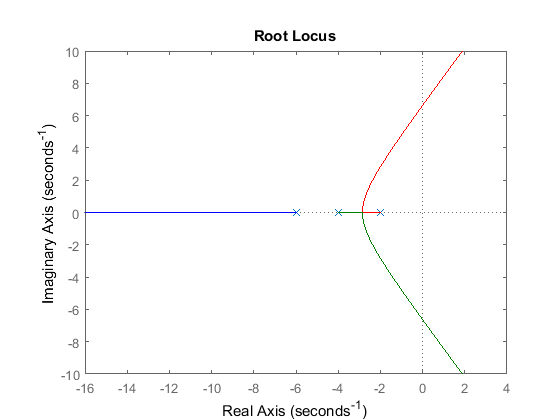 Root Locus
Imaginary Axis (seconds⁻¹)
10
8
6
4
2
0
-2
-4
-6
-8
-10
-16 -14 -12 -10 -8 -6 -4 -2 0 2 4
Real Axis (seconds⁻¹)